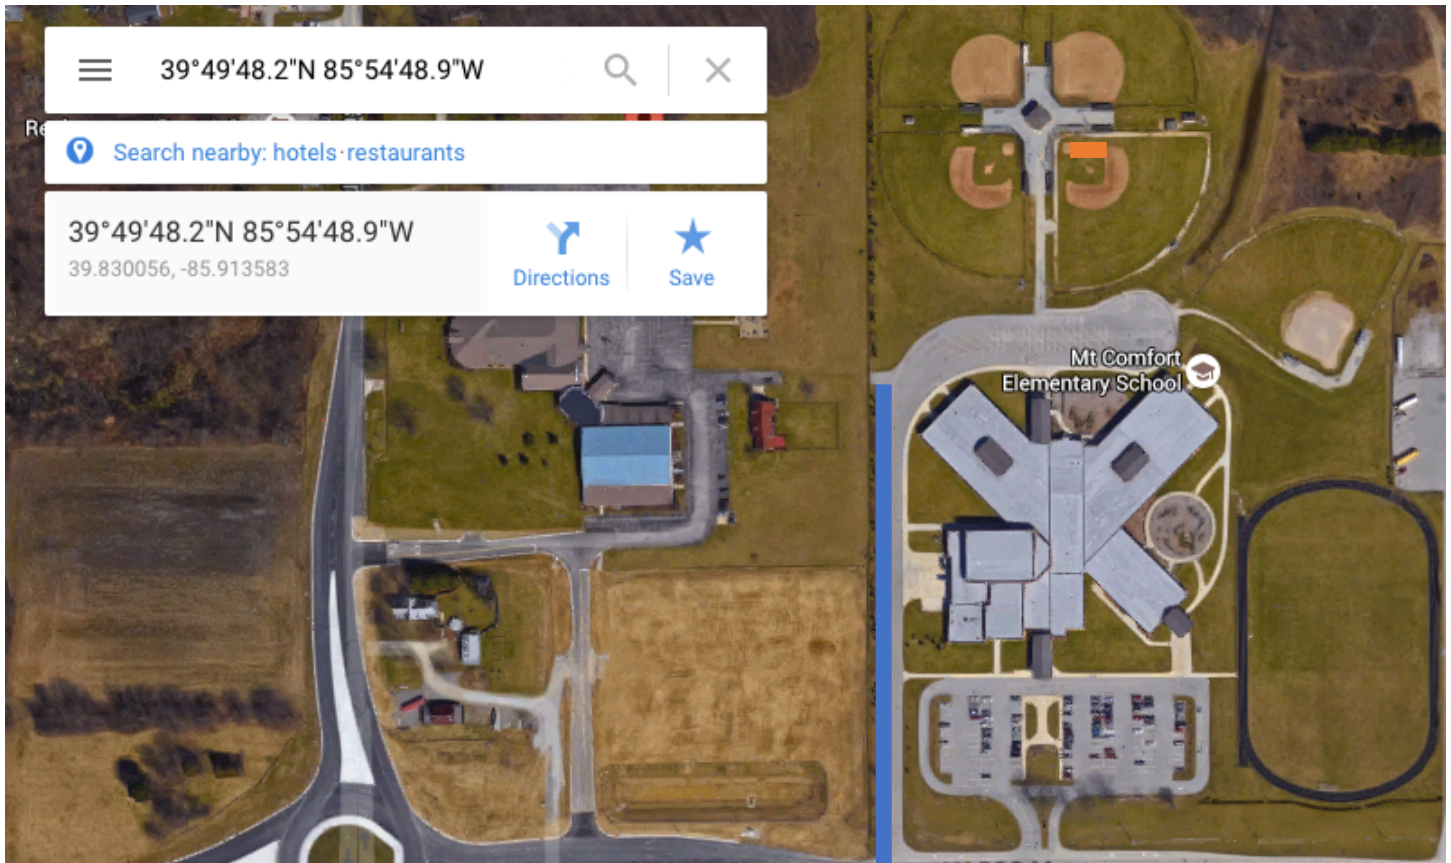 39°49'48.2"N 85°54'48.9"W
Search nearby: hotels·restaurants
39°49'48.2"N 85°54'48.9"W
39.830056, -85.913583
Directions
Save
Mt Comfort
Elementary School